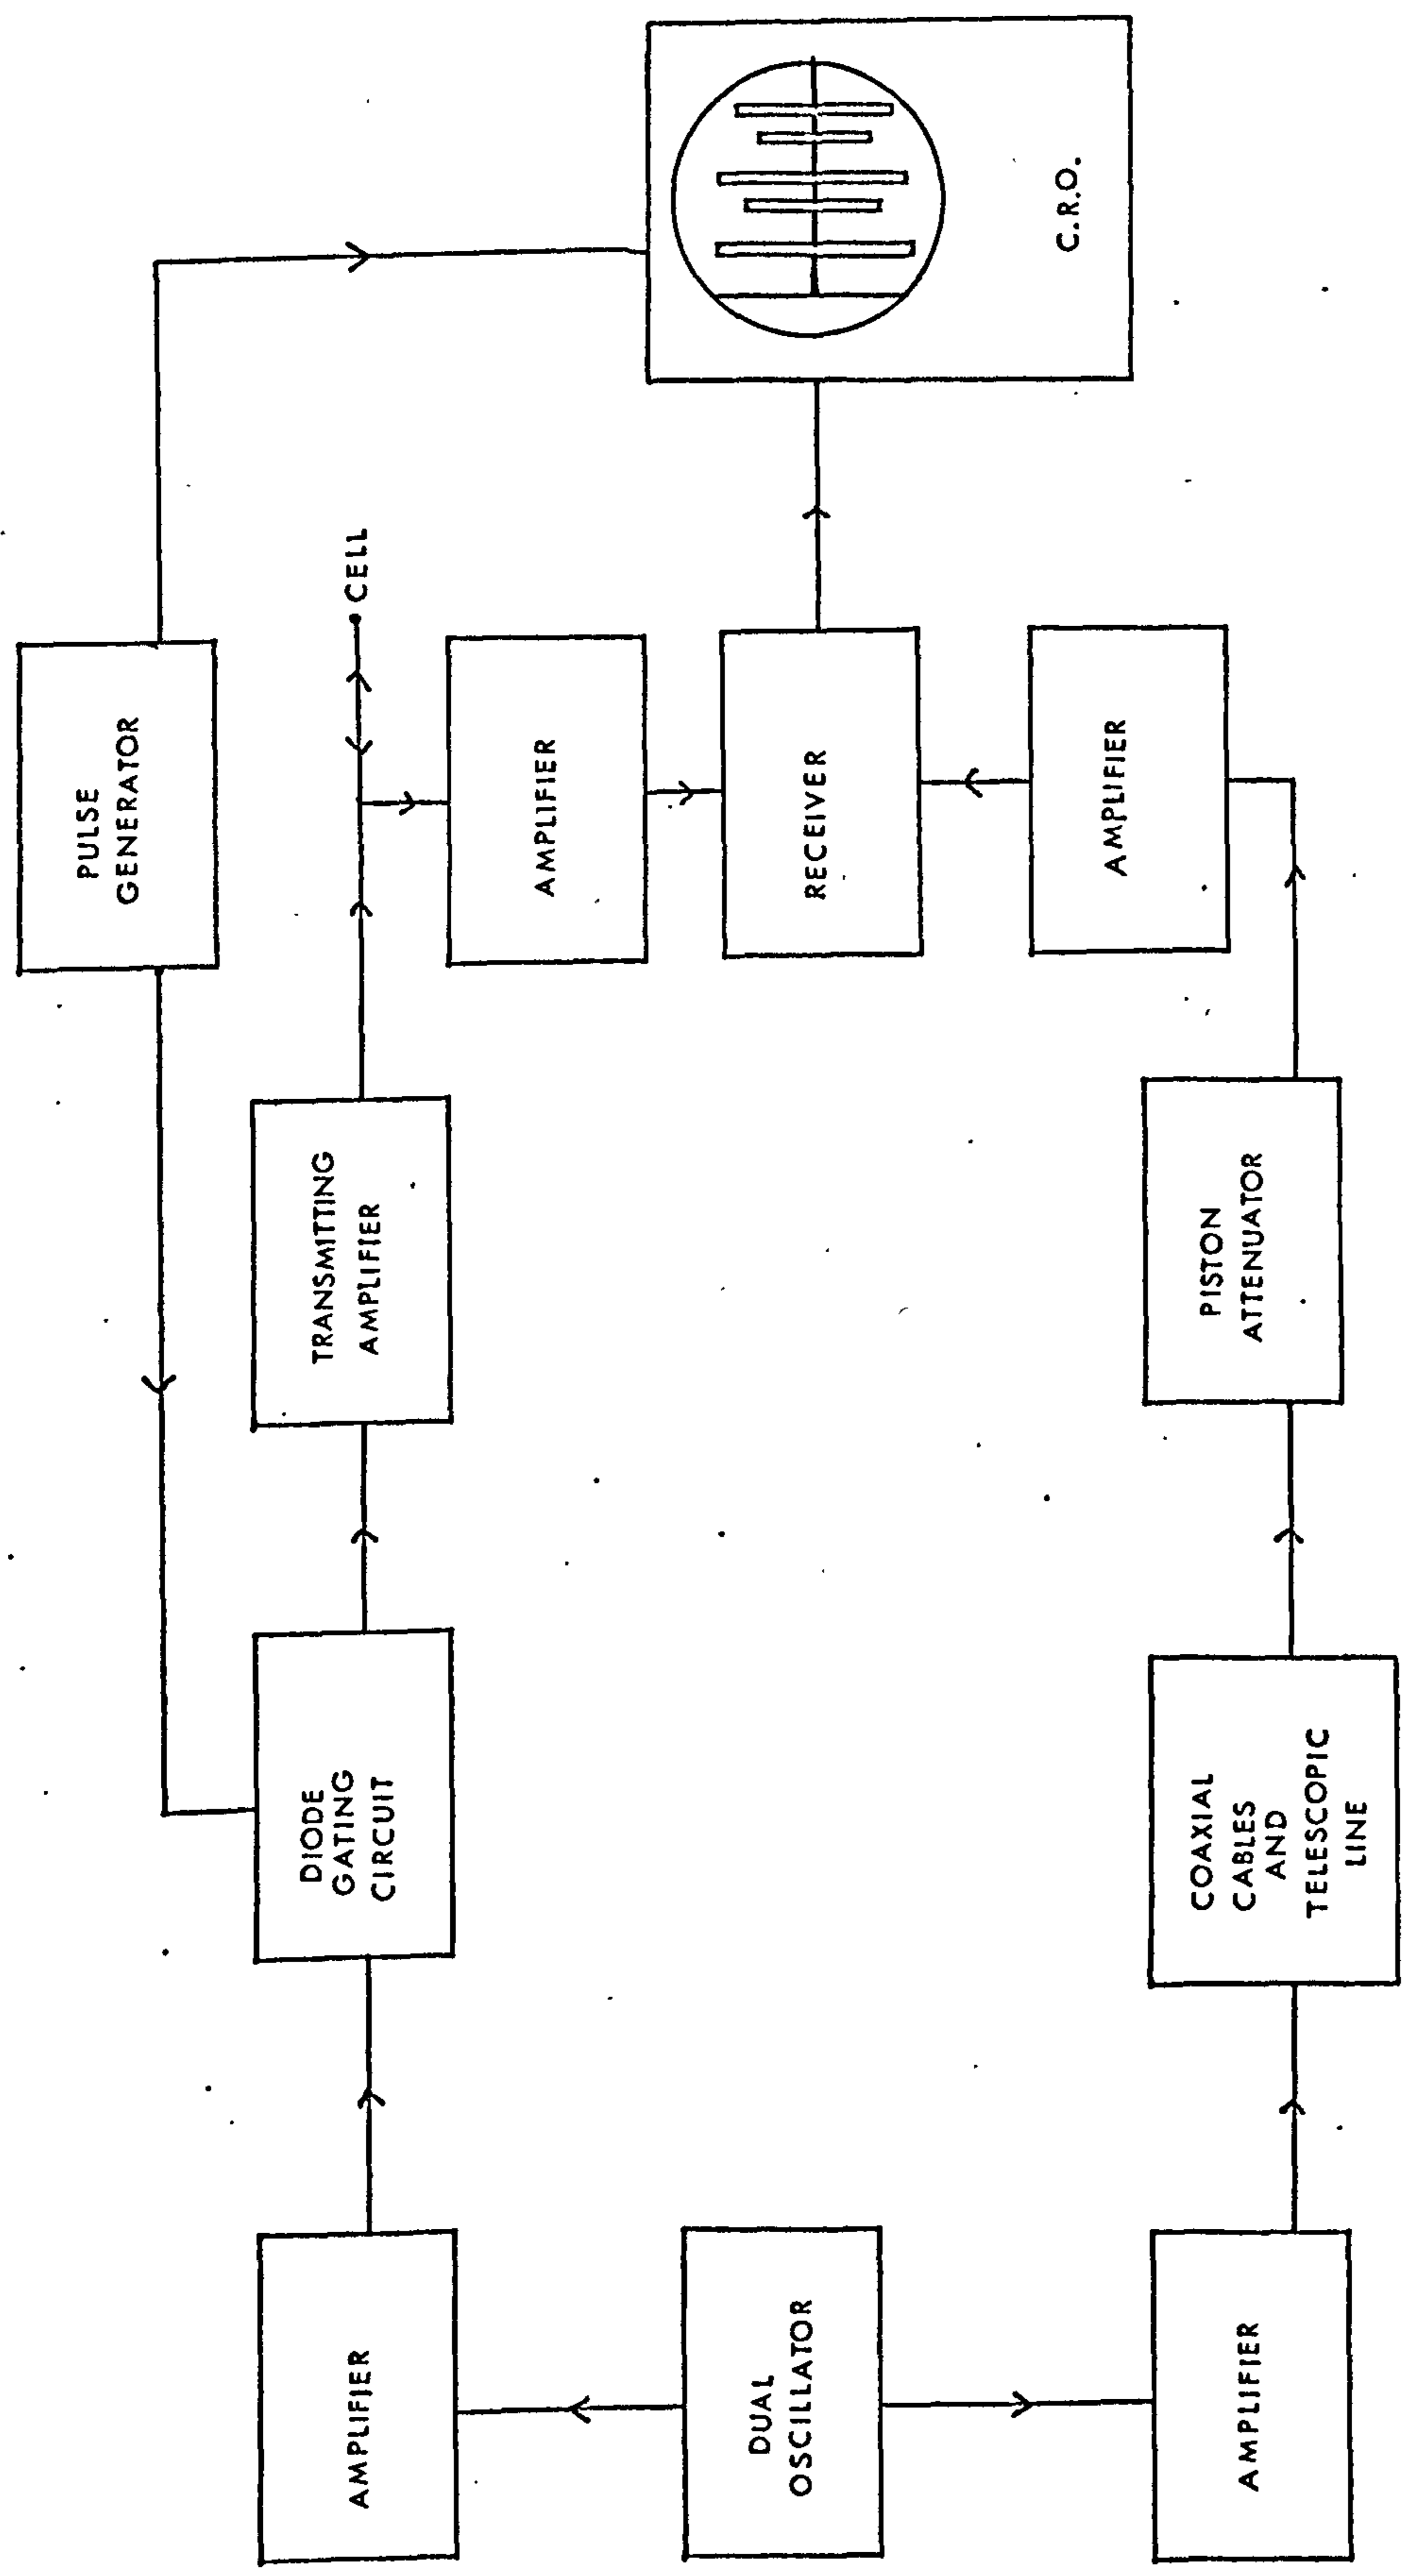 PULSE
GENERATOR
CELL
C.R.O.
AMPLIFIER
DIODE
GATING
CIRCUIT
TRANSMITTING
AMPLIFIER
AMPLIFIER
DUAL
OSCILLATOR
RECEIVER
AMPLIFIER
COAXIAL
CABLES
AND
TELESCOPIC
LINE
PISTON
ATTENUATOR
AMPLIFIER